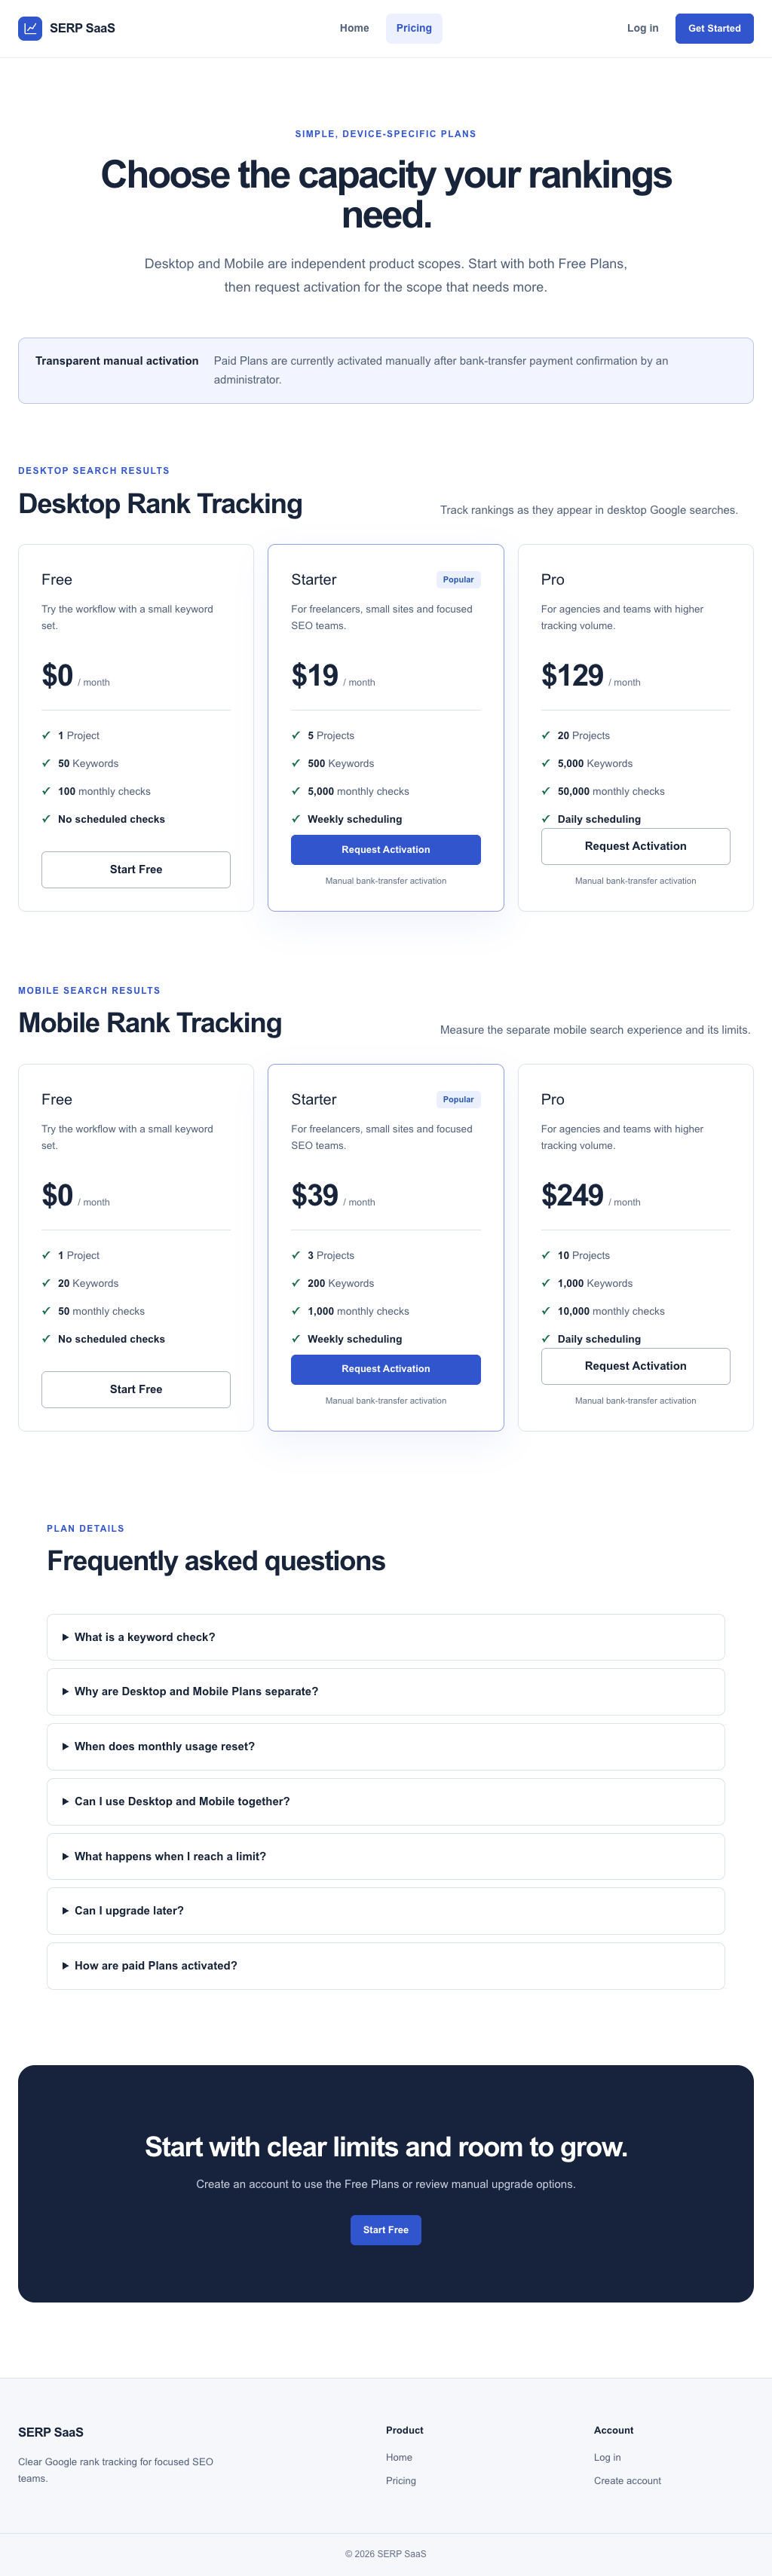 SERP SaaS
Home
Pricing
Log in
Get Started
SIMPLE, DEVICE-SPECIFIC PLANS
Choose the capacity your rankings
need.
Desktop and Mobile are independent product scopes. Start with both Free Plans,
then request activation for the scope that needs more.
Transparent manual activation
Paid Plans are currently activated manually after bank-transfer payment confirmation by an
administrator.
DESKTOP SEARCH RESULTS
Desktop Rank Tracking
Track rankings as they appear in desktop Google searches.
Free
Try the workflow with a small keyword
set.
$0 / month
✓ 1 Project
✓ 50 Keywords
✓ 100 monthly checks
✓ No scheduled checks
Start Free
Starter
Popular
For freelancers, small sites and focused
SEO teams.
$19 / month
✓ 5 Projects
✓ 500 Keywords
✓ 5,000 monthly checks
✓ Weekly scheduling
Request Activation
Manual bank-transfer activation
Pro
For agencies and teams with higher
tracking volume.
$129 / month
✓ 20 Projects
✓ 5,000 Keywords
✓ 50,000 monthly checks
✓ Daily scheduling
Request Activation
Manual bank-transfer activation
MOBILE SEARCH RESULTS
Mobile Rank Tracking
Measure the separate mobile search experience and its limits.
Free
Try the workflow with a small keyword
set.
$0 / month
✓ 1 Project
✓ 20 Keywords
✓ 50 monthly checks
✓ No scheduled checks
Start Free
Starter
Popular
For freelancers, small sites and focused
SEO teams.
$39 / month
✓ 3 Projects
✓ 200 Keywords
✓ 1,000 monthly checks
✓ Weekly scheduling
Request Activation
Manual bank-transfer activation
Pro
For agencies and teams with higher
tracking volume.
$249 / month
✓ 10 Projects
✓ 1,000 Keywords
✓ 10,000 monthly checks
✓ Daily scheduling
Request Activation
Manual bank-transfer activation
PLAN DETAILS
Frequently asked questions
What is a keyword check?
Why are Desktop and Mobile Plans separate?
When does monthly usage reset?
Can I use Desktop and Mobile together?
What happens when I reach a limit?
Can I upgrade later?
How are paid Plans activated?
Start with clear limits and room to grow.
Create an account to use the Free Plans or review manual upgrade options.
Start Free
SERP SaaS
Clear Google rank tracking for focused SEO
teams.
Product
Home
Pricing
Account
Log in
Create account
© 2026 SERP SaaS